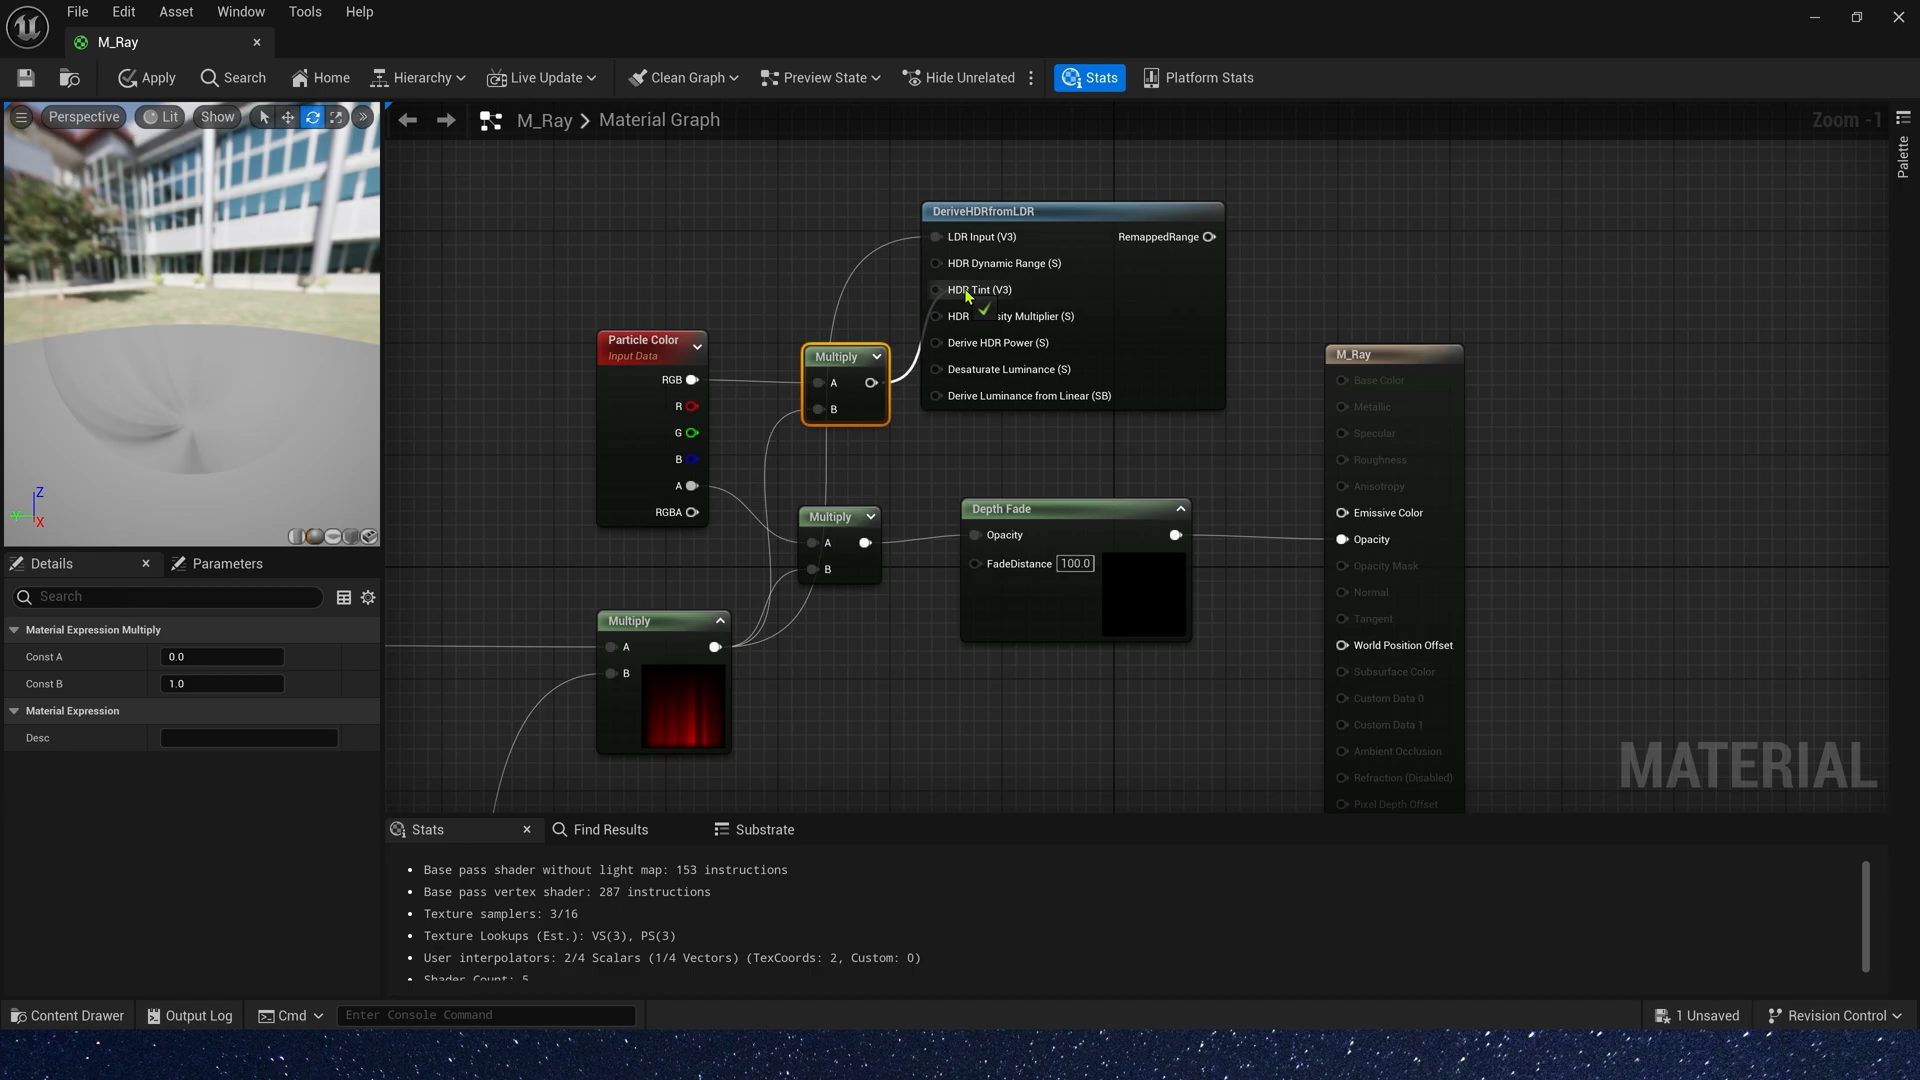 File Edit Asset Window Tools Help
M_Ray
Apply Search Home Hierarchy Live Update Clean Graph Preview State Hide Unrelated Stats Platform Stats
Perspective Lit Show
M_Ray > Material Graph
Zoom -1
Palette
DeriveHDRfromLDR
LDR Input (V3) RemappedRange
HDR Dynamic Range (S)
HDR Tint (V3)
HDR sity Multiplier (S)
Derive HDR Power (S)
Desaturate Luminance (S)
Derive Luminance from Linear (SB)
Particle Color
Input Data
RGB
R
G
B
A
RGBA
Multiply
A
B
Multiply
A
B
Multiply
A
B
Depth Fade
Opacity
FadeDistance 100.0
M_Ray
Base Color
Metallic
Specular
Roughness
Anisotropy
Emissive Color
Opacity
Opacity Mask
Normal
Tangent
World Position Offset
Subsurface Color
Custom Data 0
Custom Data 1
Ambient Occlusion
Refraction (Disabled)
Pixel Depth Offset
MATERIAL
Z
X
Details Parameters
Search
Material Expression Multiply
Const A 0.0
Const B 1.0
Material Expression
Desc
Stats Find Results Substrate
• Base pass shader without light map: 153 instructions
• Base pass vertex shader: 287 instructions
• Texture samplers: 3/16
• Texture Lookups (Est.): VS(3), PS(3)
• User interpolators: 2/4 Scalars (1/4 Vectors) (TexCoords: 2, Custom: 0)
• Shader Count: 5
Content Drawer Output Log Cmd Enter Console Command 1 Unsaved Revision Control